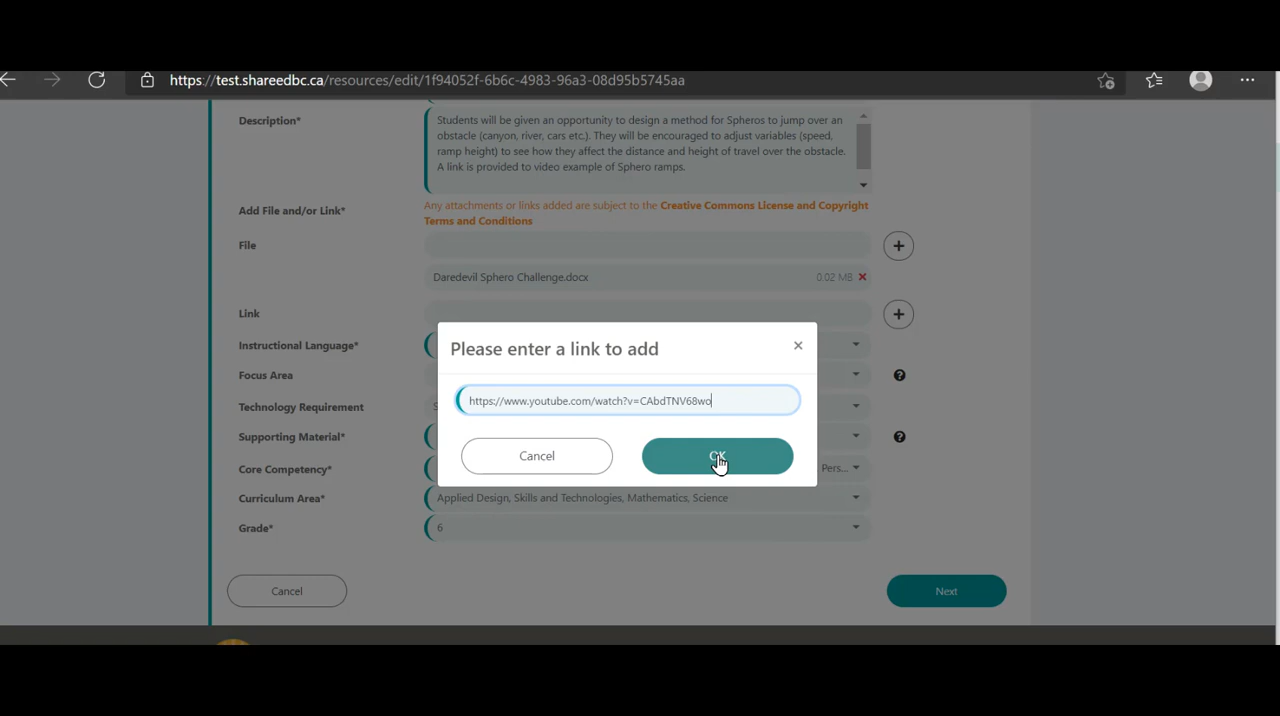 https://test.shareedbc.ca/resources/edit/1f94052f-6b6c-4983-96a3-08d95b5745aa
Description*
Students will be given an opportunity to design a method for Spheros to jump over an
obstacle (canyon, river, cars etc.). They will be encouraged to adjust variables (speed,
ramp height) to see how they affect the distance and height of travel over the obstacle.
A link is provided to video example of Sphero ramps.
Add File and/or Link*
Any attachments or links added are subject to the Creative Commons License and Copyright
Terms and Conditions
File
Daredevil Sphero Challenge.docx 0.02 MB
Link
Please enter a link to add
https://www.youtube.com/watch?v=CAbdTNV68wo
Cancel OK
Instructional Language*
Focus Area
Technology Requirement
Supporting Material*
Core Competency* Pers...
Curriculum Area* Applied Design, Skills and Technologies, Mathematics, Science
Grade* 6
Cancel Next